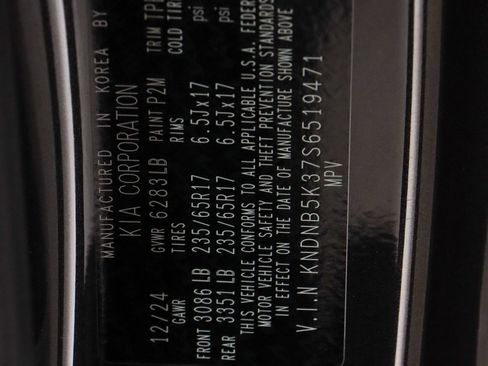 MANUFACTURED IN KOREA BY
KIA CORPORATION
12/24 GVWR 6283LB PAINT P2M TRIM
GAWR TIRES RIMS COLD TIRE
FRONT 3086 LB 235/65R17 6.5Jx17 psi
REAR 3351 LB 235/65R17 6.5Jx17 psi
THIS VEHICLE CONFORMS TO ALL APPLICABLE U.S.A. FEDER
MOTOR VEHICLE SAFETY AND THEFT PREVENTION STANDARDS
IN EFFECT ON THE DATE OF MANUFACTURE SHOWN ABOVE
V.I.N KNDNB5K37S6519471
MPV